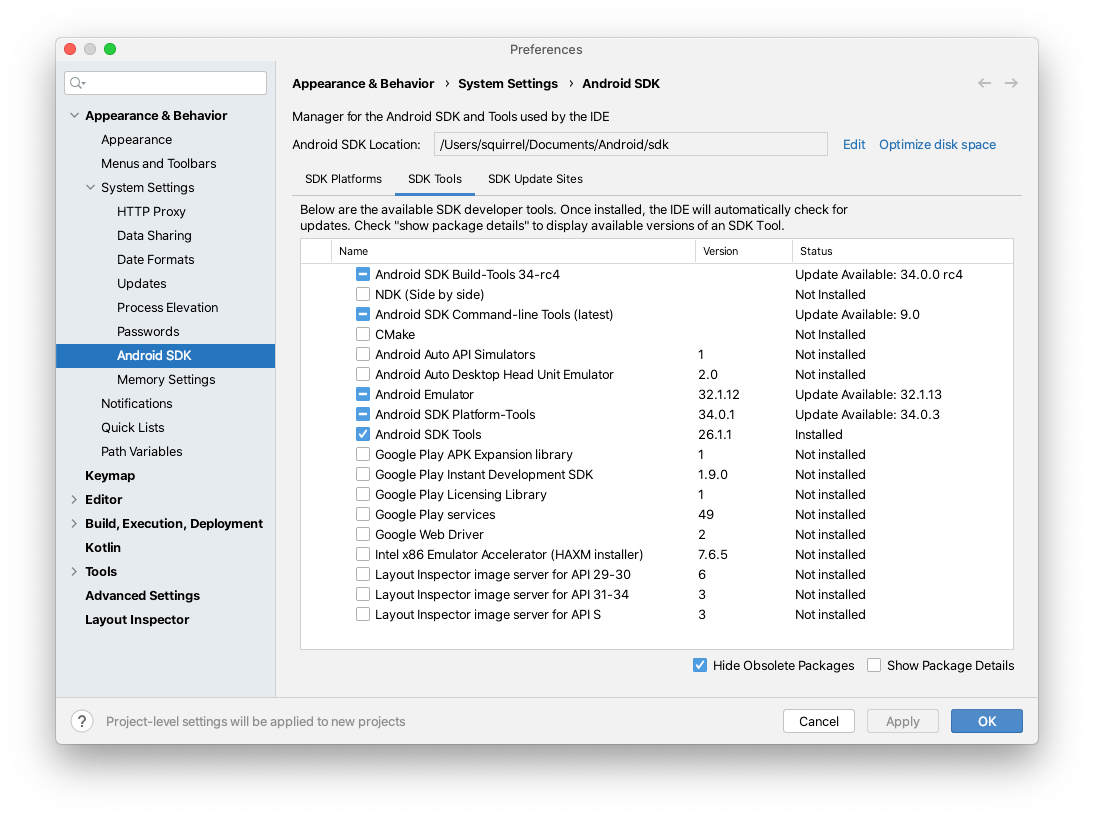 Preferences
Appearance & Behavior
Appearance
Menus and Toolbars
System Settings
HTTP Proxy
Data Sharing
Date Formats
Updates
Process Elevation
Passwords
Android SDK
Memory Settings
Notifications
Quick Lists
Path Variables
Keymap
Editor
Build, Execution, Deployment
Kotlin
Tools
Advanced Settings
Layout Inspector
Appearance & Behavior › System Settings › Android SDK
Manager for the Android SDK and Tools used by the IDE
Android SDK Location: /Users/squirrel/Documents/Android/sdk Edit Optimize disk space
SDK Platforms SDK Tools SDK Update Sites
Below are the available SDK developer tools. Once installed, the IDE will automatically check for
updates. Check "show package details" to display available versions of an SDK Tool.
Name Version Status
Android SDK Build-Tools 34-rc4 Update Available: 34.0.0 rc4
NDK (Side by side) Not Installed
Android SDK Command-line Tools (latest) Update Available: 9.0
CMake Not Installed
Android Auto API Simulators 1 Not installed
Android Auto Desktop Head Unit Emulator 2.0 Not installed
Android Emulator 32.1.12 Update Available: 32.1.13
Android SDK Platform-Tools 34.0.1 Update Available: 34.0.3
Android SDK Tools 26.1.1 Installed
Google Play APK Expansion library 1 Not installed
Google Play Instant Development SDK 1.9.0 Not installed
Google Play Licensing Library 1 Not installed
Google Play services 49 Not installed
Google Web Driver 2 Not installed
Intel x86 Emulator Accelerator (HAXM installer) 7.6.5 Not installed
Layout Inspector image server for API 29-30 6 Not installed
Layout Inspector image server for API 31-34 3 Not installed
Layout Inspector image server for API S 3 Not installed
Hide Obsolete Packages Show Package Details
? Project-level settings will be applied to new projects
Cancel Apply OK